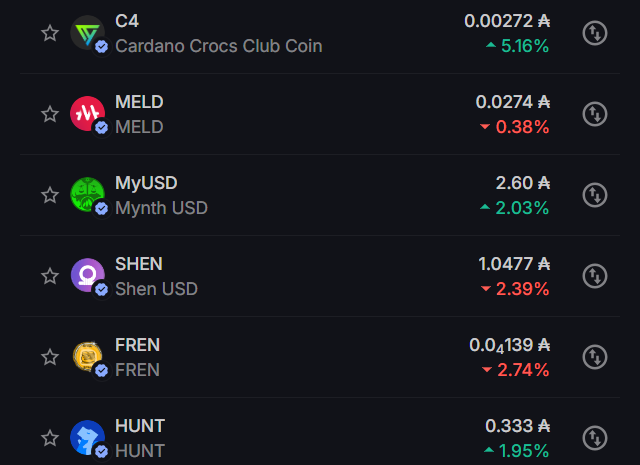 C4 0.00272 ₳
Cardano Crocs Club Coin 5.16%
MELD 0.0274 ₳
MELD 0.38%
MyUSD 2.60 ₳
Mynth USD 2.03%
SHEN 1.0477 ₳
Shen USD 2.39%
FREN 0.0₄139 ₳
FREN 2.74%
HUNT 0.333 ₳
HUNT 1.95%